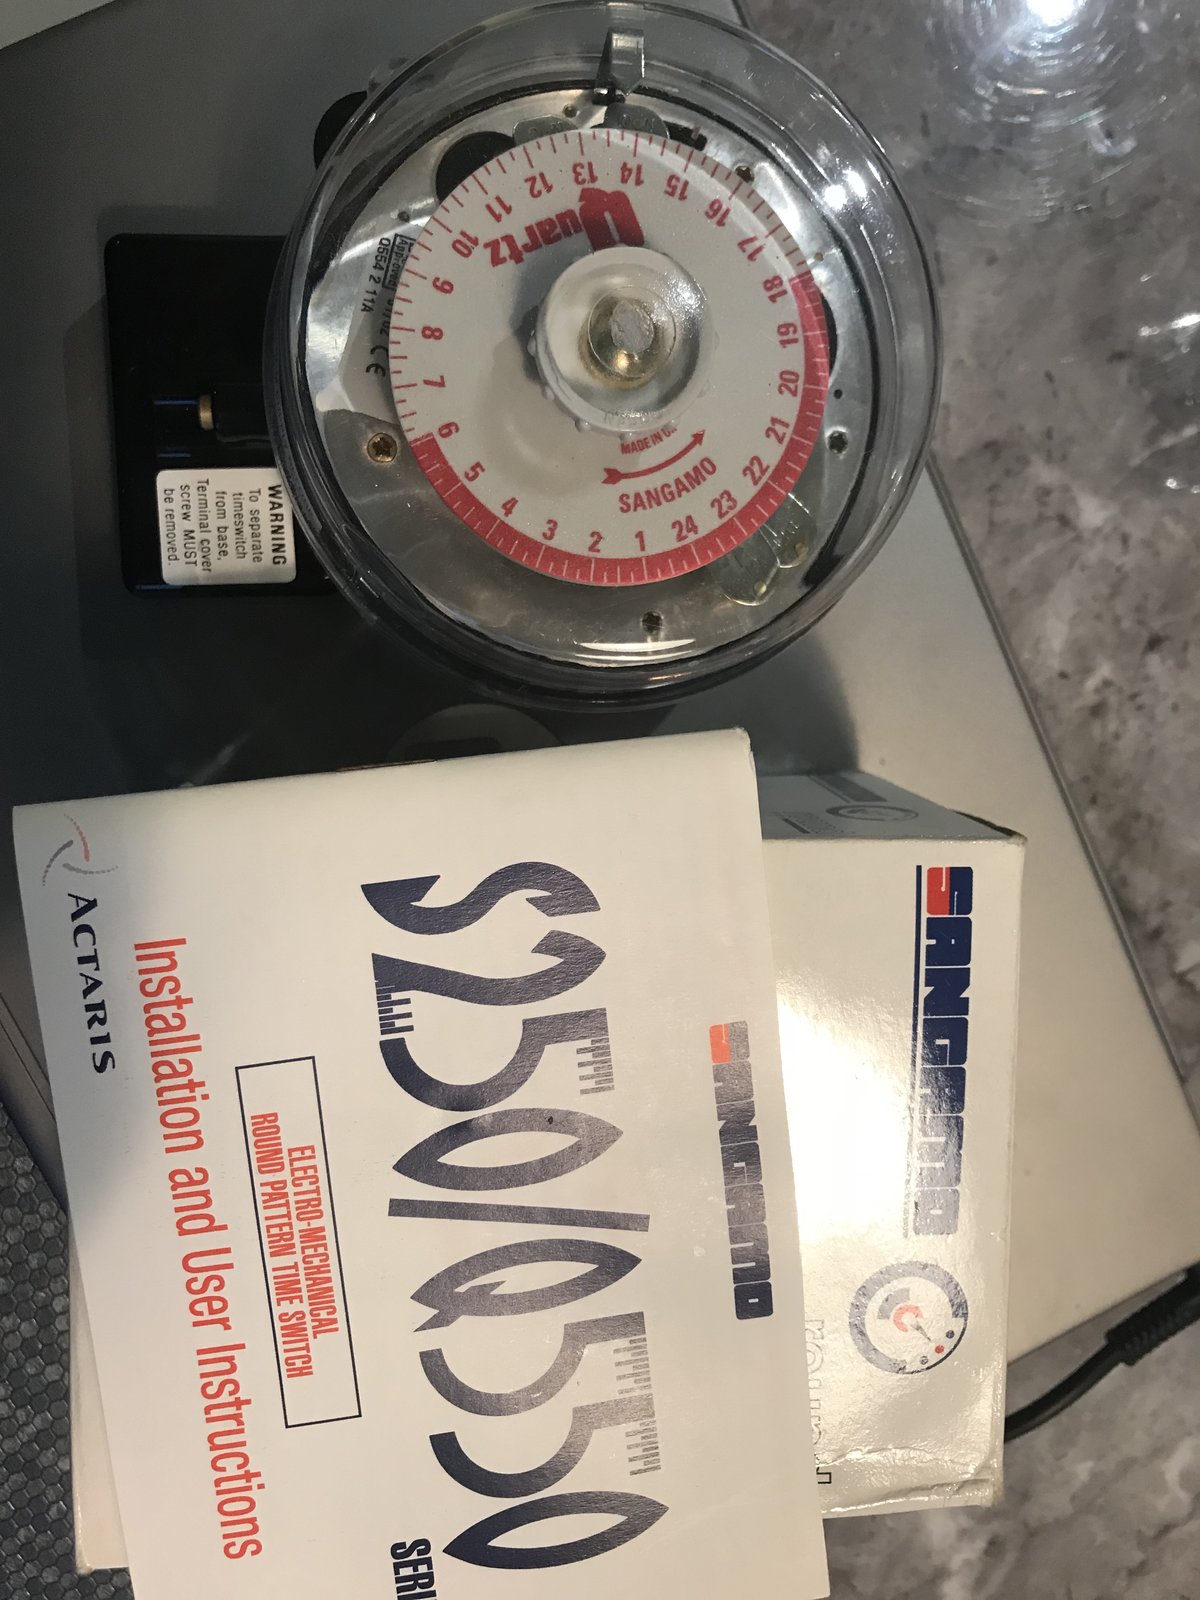 Quartz
13
14
15
16
17
18
19
20
21
22
23
24
1
2
3
4
5
6
7
8
9
10
11
12
MADE IN
SANGAMO
Approved
0554 2 11A
CE
WARNING
To separate
timeswitch
from base,
Terminal cover
screw MUST
be removed.
SANGAMO
SANGAMO
S250/Q550
SERI
ELECTRO-MECHANICAL
ROUND PATTERN TIME SWITCH
Installation and User Instructions
ACTARIS